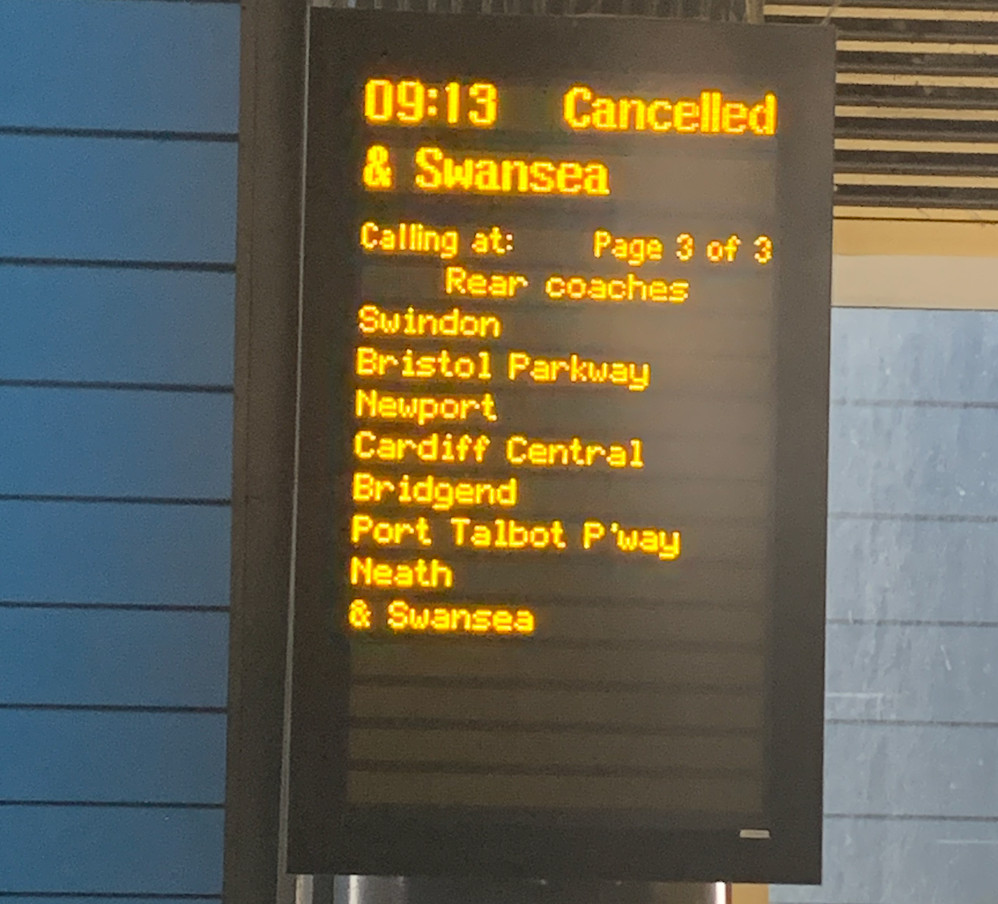 09:13 Cancelled
& Swansea
Calling at: Page 3 of 3
Rear coaches
Swindon
Bristol Parkway
Newport
Cardiff Central
Bridgend
Port Talbot P'way
Neath
& Swansea